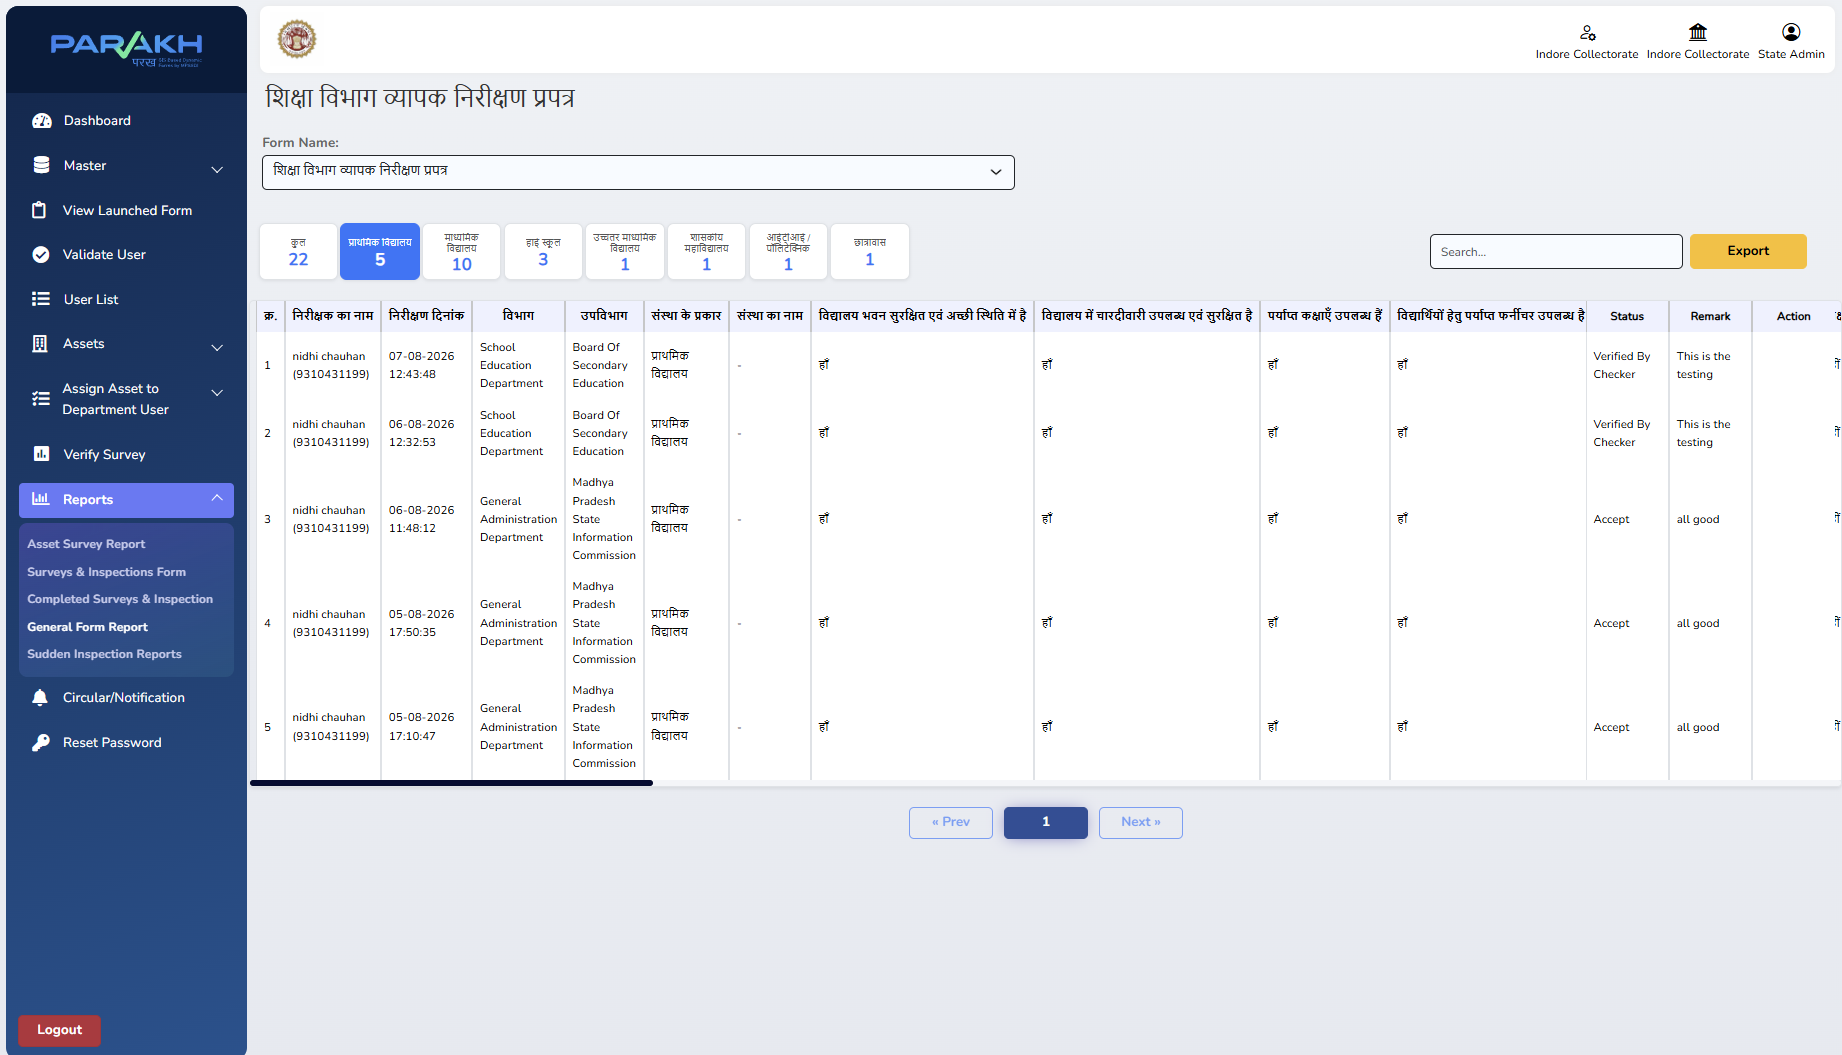 PARAKH
परख
Indore Collectorate
Indore Collectorate
State Admin
Dashboard
Master
View Launched Form
Validate User
User List
Assets
Assign Asset to
Department User
Verify Survey
Reports
Asset Survey Report
Surveys & Inspections Form
Completed Surveys & Inspection
General Form Report
Sudden Inspection Reports
Circular/Notification
Reset Password
Logout
शिक्षा विभाग व्यापक निरीक्षण प्रपत्र
Form Name:
शिक्षा विभाग व्यापक निरीक्षण प्रपत्र
कुल
22
प्राथमिक विद्यालय
5
माध्यमिक
विद्यालय
10
हाई स्कूल
3
उच्चतर माध्यमिक
विद्यालय
1
शासकीय
महाविद्यालय
1
आईटीआई /
पॉलिटेक्निक
1
छात्रावास
1
Search...
Export
क्र. निरीक्षक का नाम निरीक्षण दिनांक विभाग उपविभाग संस्था के प्रकार संस्था का नाम विद्यालय भवन सुरक्षित एवं अच्छी स्थिति में है विद्यालय में चारदीवारी उपलब्ध एवं सुरक्षित है पर्याप्त कक्षाएँ उपलब्ध हैं विद्यार्थियों हेतु पर्याप्त फर्नीचर उपलब्ध है Status Remark Action
1
nidhi chauhan
(9310431199)
07-08-2026
12:43:48
School
Education
Department
Board Of
Secondary
Education
प्राथमिक
विद्यालय
-
हाँ
हाँ
हाँ
हाँ
Verified By
Checker
This is the
testing
2
nidhi chauhan
(9310431199)
06-08-2026
12:32:53
School
Education
Department
Board Of
Secondary
Education
प्राथमिक
विद्यालय
-
हाँ
हाँ
हाँ
हाँ
Verified By
Checker
This is the
testing
3
nidhi chauhan
(9310431199)
06-08-2026
11:48:12
General
Administration
Department
Madhya
Pradesh
State
Information
Commission
प्राथमिक
विद्यालय
-
हाँ
हाँ
हाँ
हाँ
Accept
all good
4
nidhi chauhan
(9310431199)
05-08-2026
17:50:35
General
Administration
Department
Madhya
Pradesh
State
Information
Commission
प्राथमिक
विद्यालय
-
हाँ
हाँ
हाँ
हाँ
Accept
all good
5
nidhi chauhan
(9310431199)
05-08-2026
17:10:47
General
Administration
Department
Madhya
Pradesh
State
Information
Commission
प्राथमिक
विद्यालय
-
हाँ
हाँ
हाँ
हाँ
Accept
all good
« Prev
1
Next »